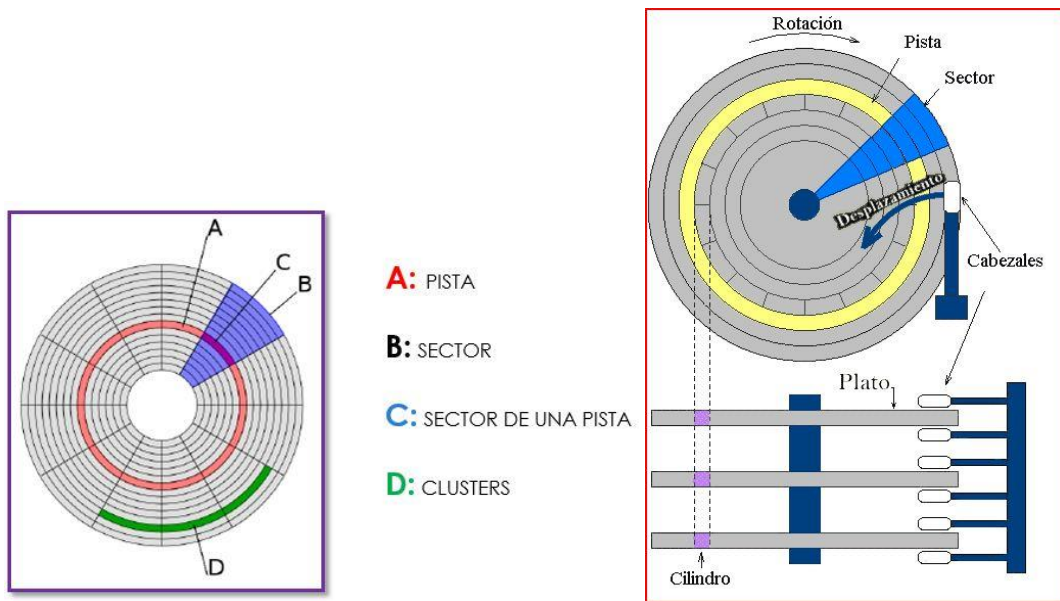 A
C
B
D
A: PISTA
B: SECTOR
C: SECTOR DE UNA PISTA
D: CLUSTERS
Rotación
Pista
Sector
Desplazamiento
Cabezales
Plato
Cilindro